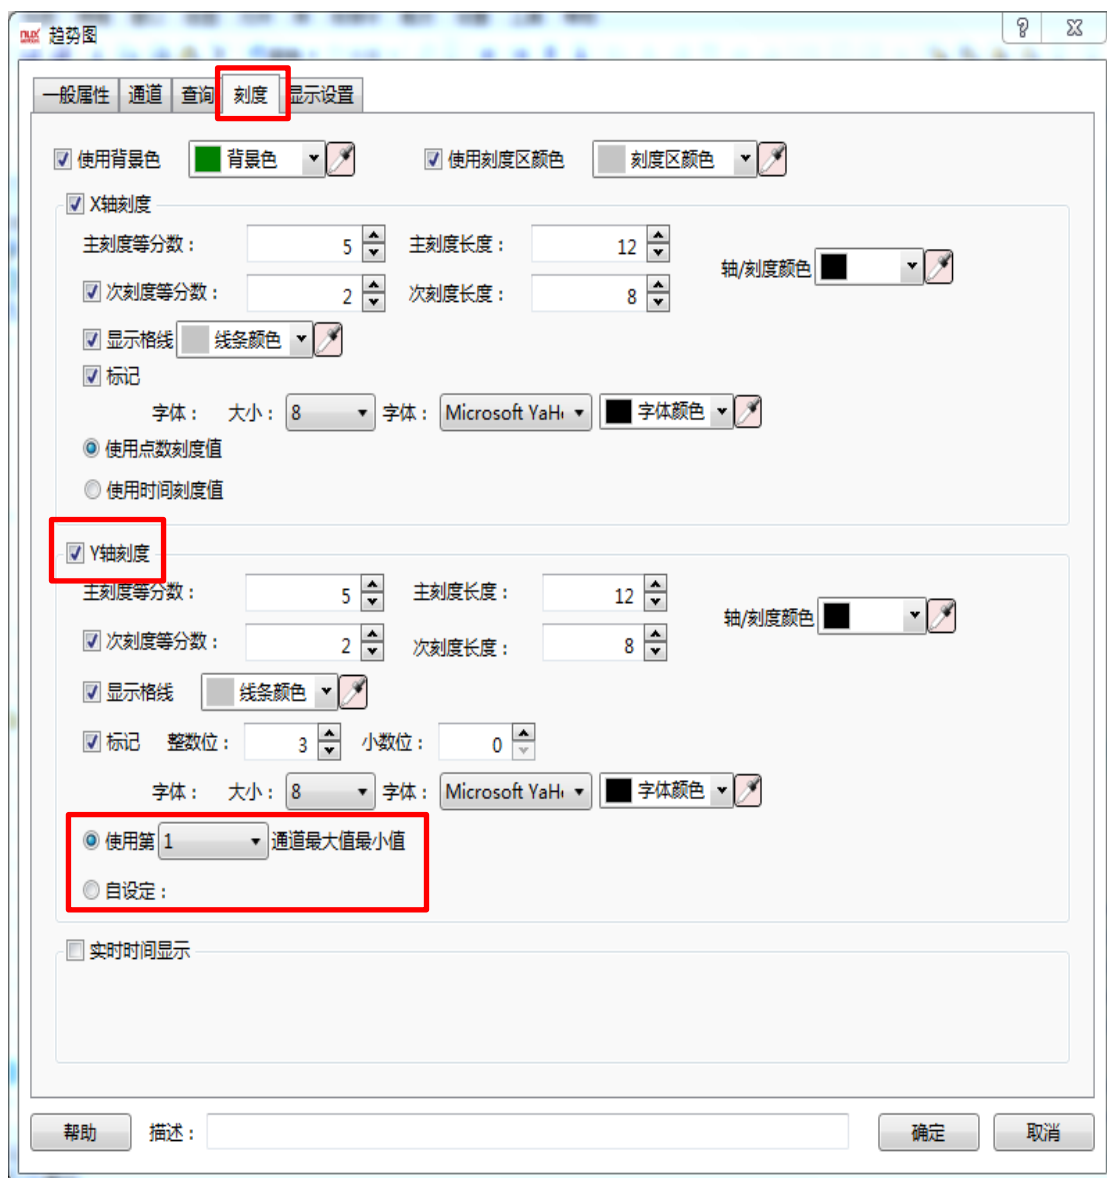 趋势图
一般属性 通道 查询 刻度 显示设置
使用背景色 背景色 使用刻度区颜色 刻度区颜色
X轴刻度
主刻度等分数： 5 主刻度长度： 12 轴/刻度颜色
次刻度等分数： 2 次刻度长度： 8
显示格线 线条颜色
标记
字体： 大小： 8 字体： Microsoft YaH 字体颜色
使用点数刻度值
使用时间刻度值
Y轴刻度
主刻度等分数： 5 主刻度长度： 12 轴/刻度颜色
次刻度等分数： 2 次刻度长度： 8
显示格线 线条颜色
标记 整数位： 3 小数位： 0
字体： 大小： 8 字体： Microsoft YaH 字体颜色
使用第 1 通道最大值最小值
自设定：
实时时间显示
帮助 描述： 确定 取消